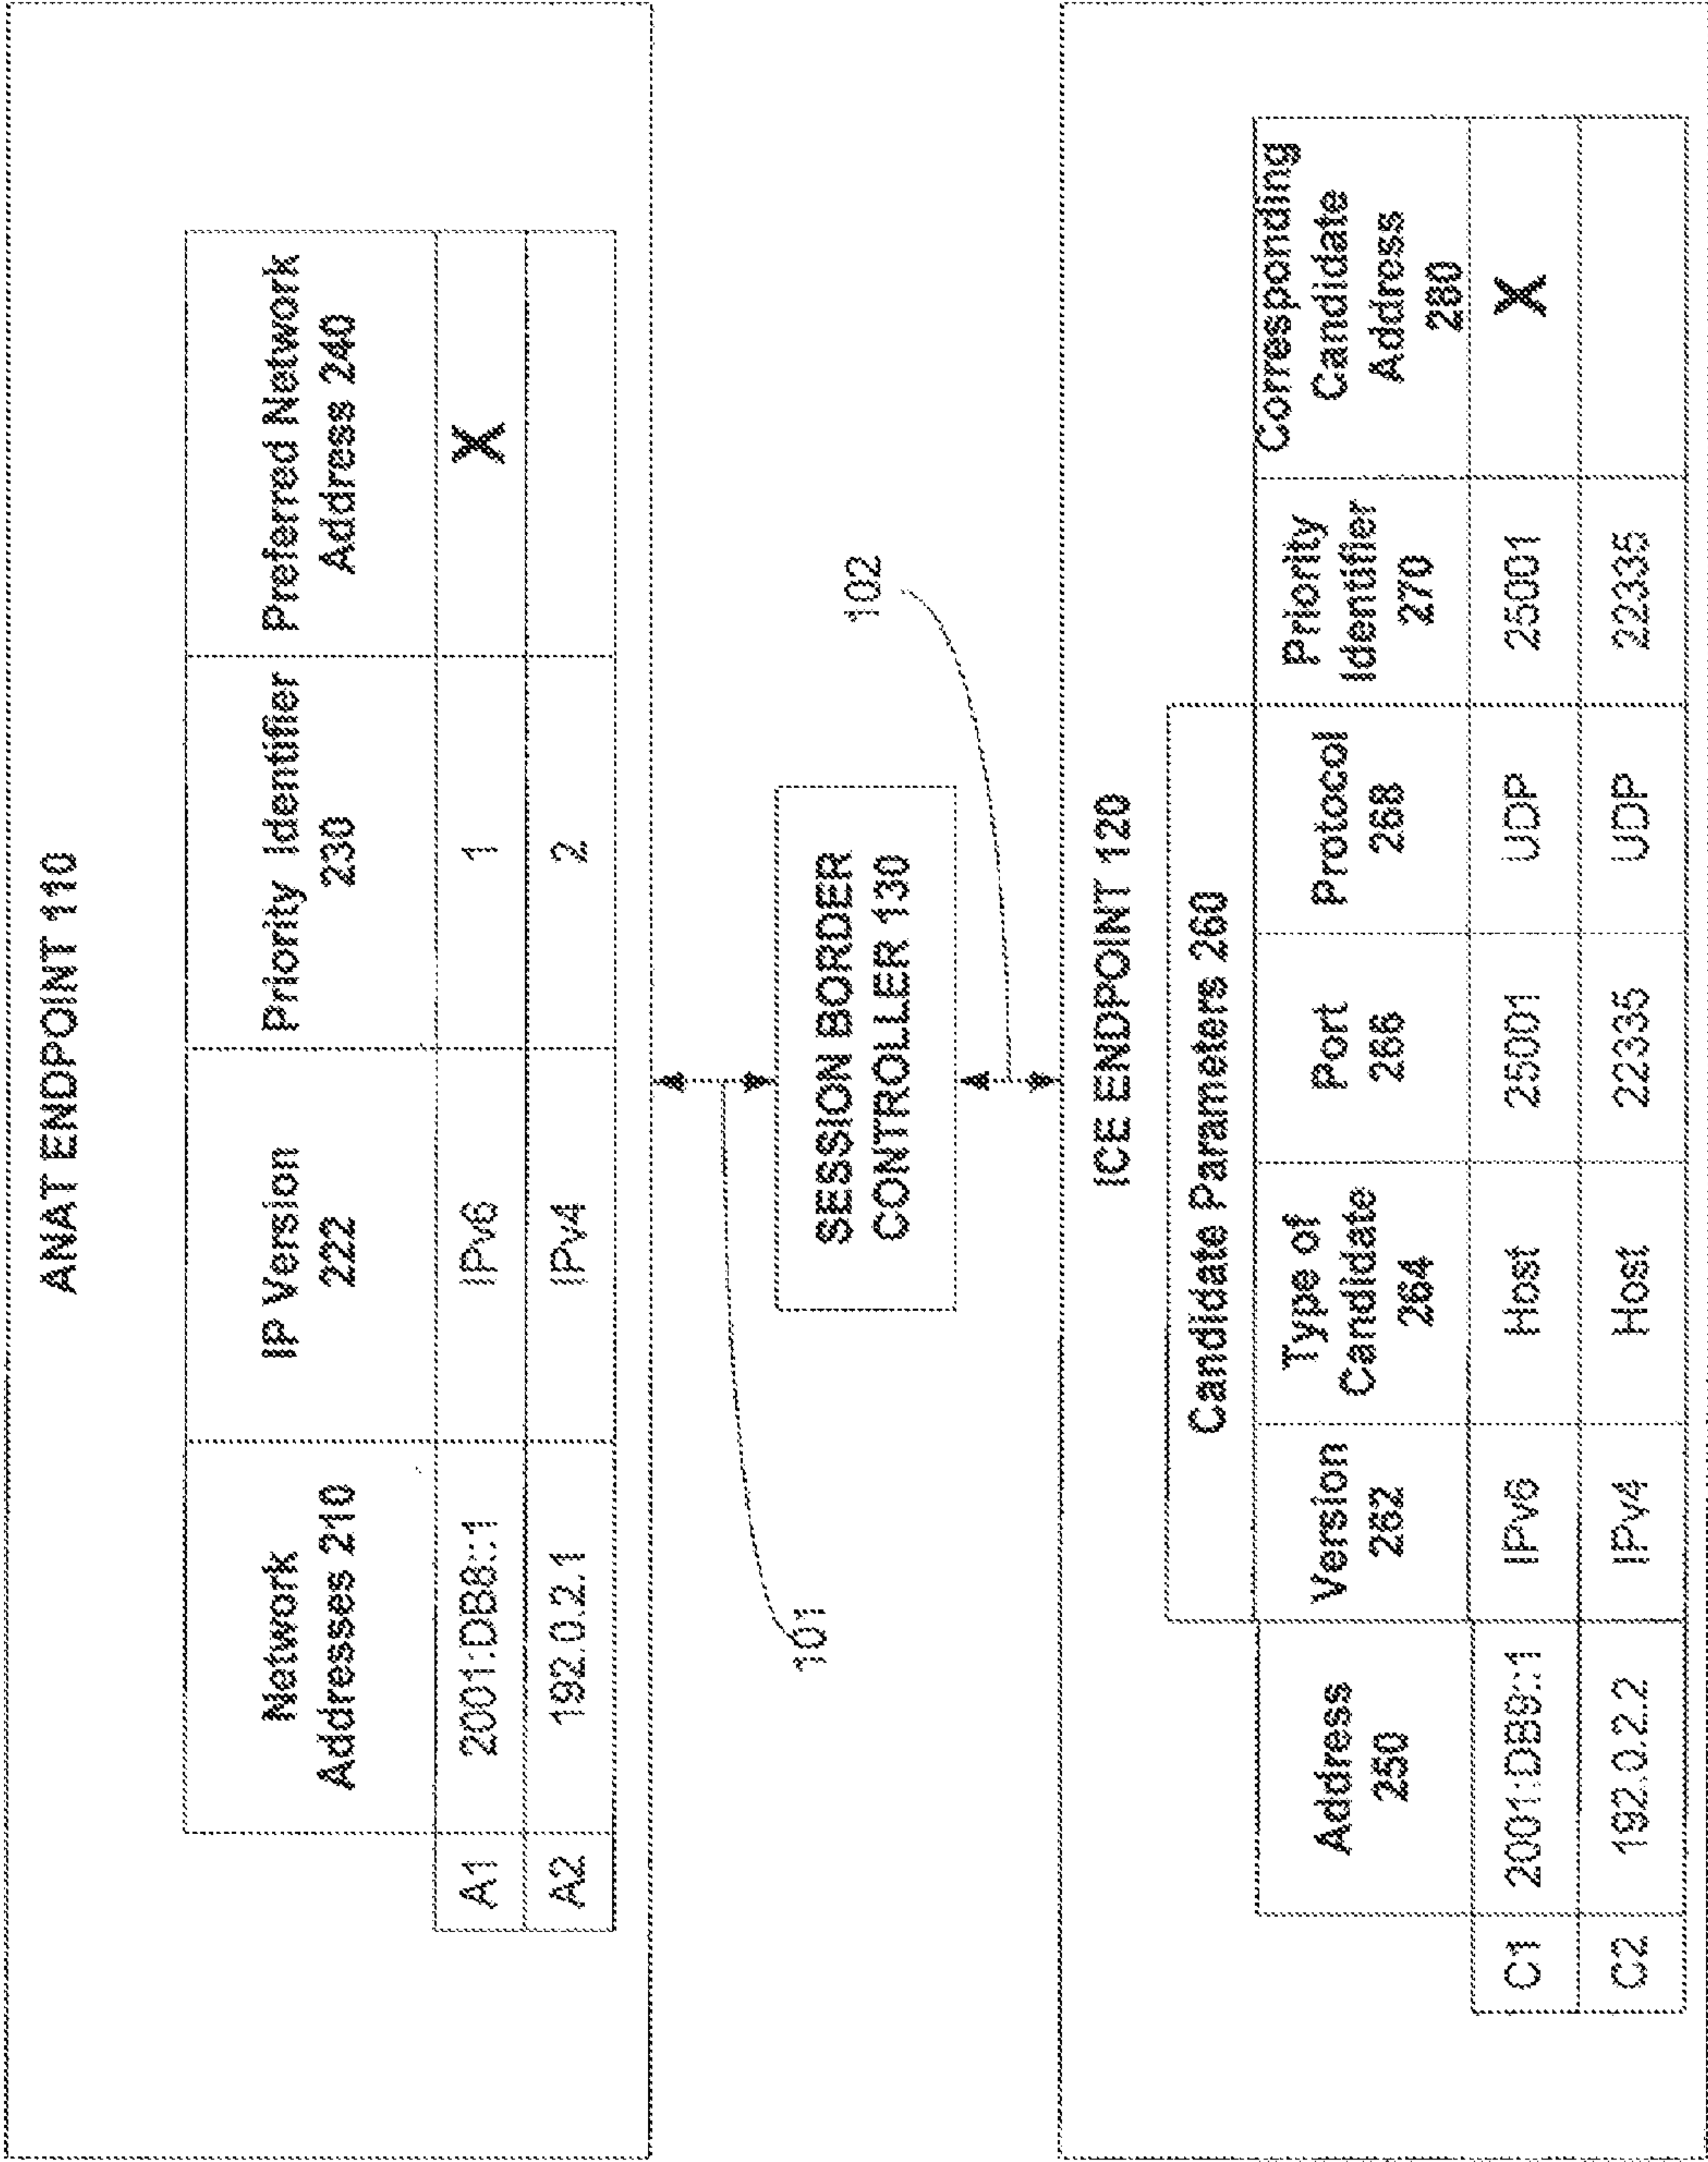 ANAT ENDPOINT 110
Network Addresses 210 | IP Version 222 | Priority Identifier 230 | Preferred Network Address 240
A1 | 2001:DB8::1 | IPv6 | 1 | X
A2 | 192.0.2.1 | IPv4 | 2
101
SESSION BORDER
CONTROLLER 130
102
ICE ENDPOINT 120
Candidate Parameters 260
Address 250 | Version 262 | Type of Candidate 264 | Port 266 | Protocol 268 | Priority Identifier 270 | Corresponding Candidate Address 280
C1 | 2001:DB9::1 | IPv6 | Host | 25001 | UDP | 25001 | X
C2 | 192.0.2.2 | IPv4 | Host | 22335 | UDP | 22335